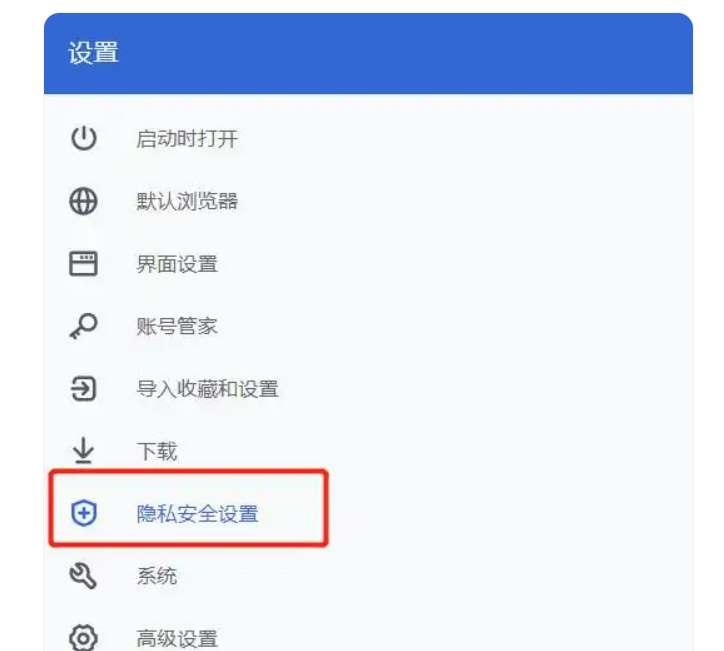 设置
启动时打开
默认浏览器
界面设置
账号管家
导入收藏和设置
下载
隐私安全设置
系统
高级设置